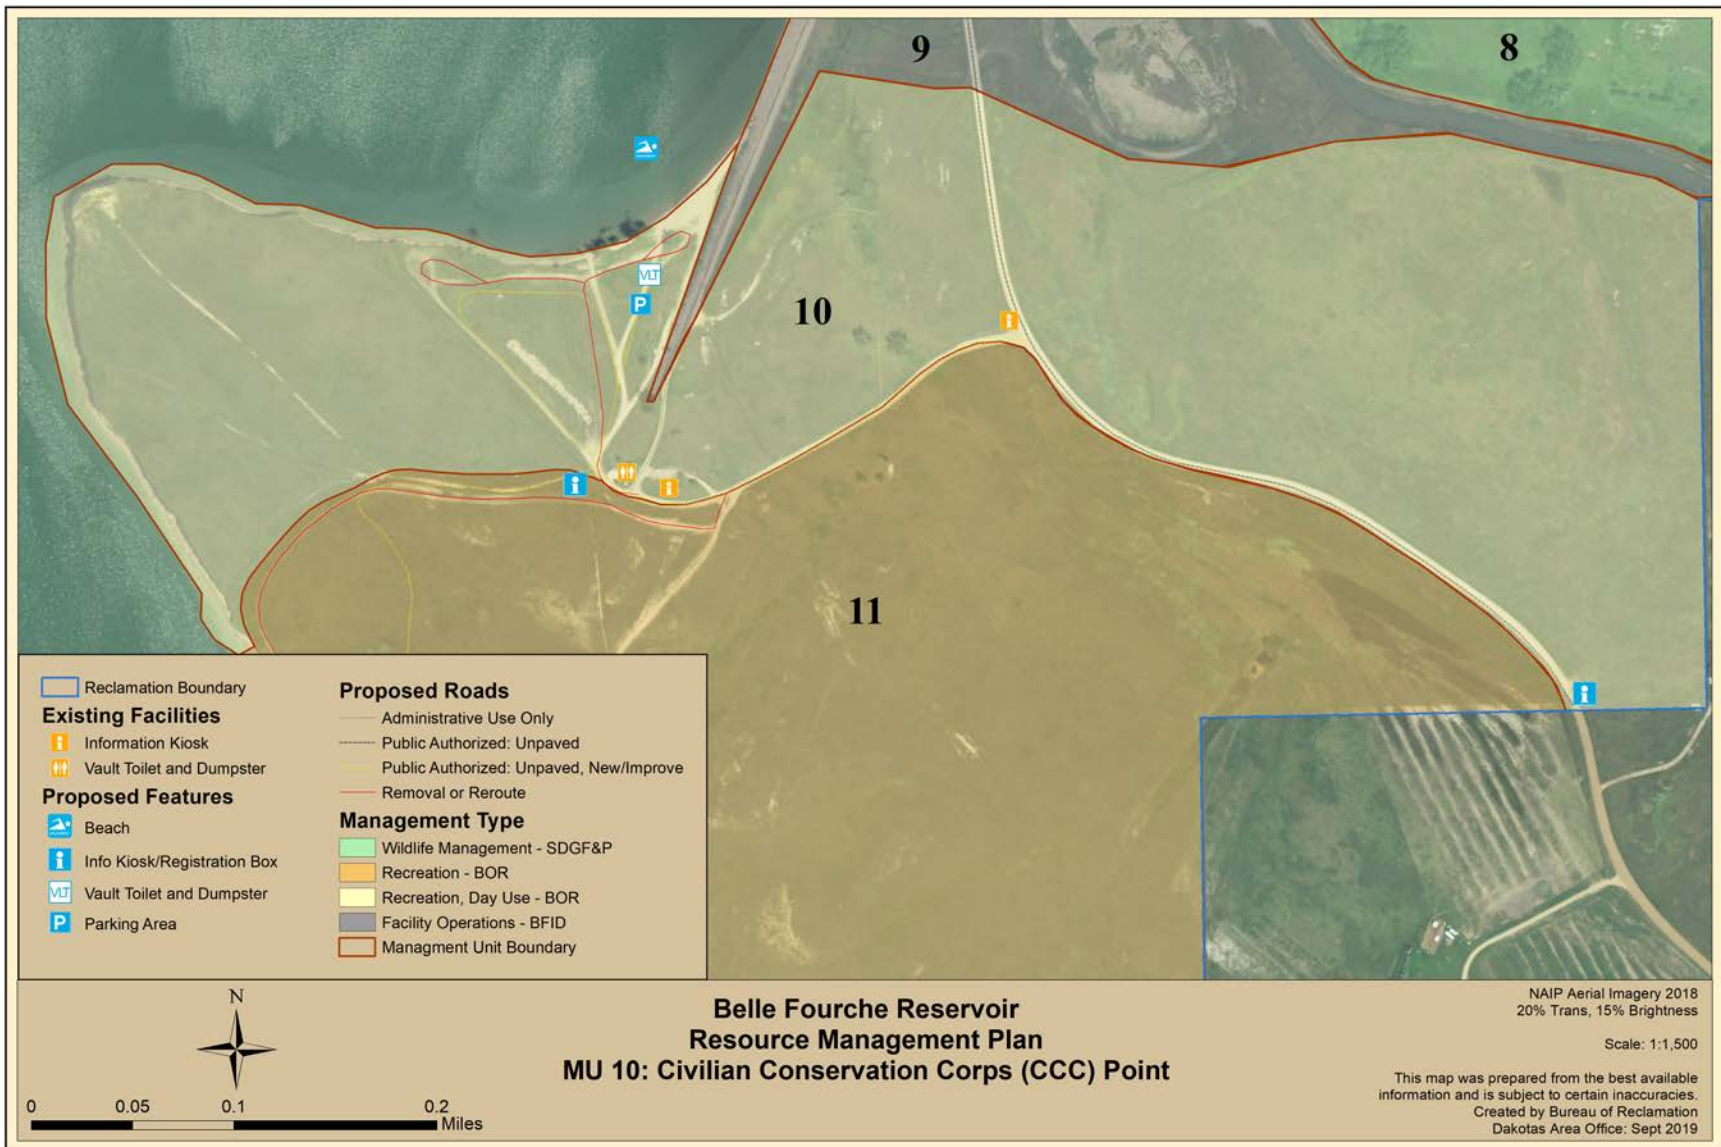 9
8
10
11
Reclamation Boundary
Existing Facilities
Information Kiosk
Vault Toilet and Dumpster
Proposed Features
Beach
Info Kiosk/Registration Box
VLT Vault Toilet and Dumpster
P Parking Area
Proposed Roads
Administrative Use Only
Public Authorized: Unpaved
Public Authorized: Unpaved, New/Improve
Removal or Reroute
Management Type
Wildlife Management - SDGF&P
Recreation - BOR
Recreation, Day Use - BOR
Facility Operations - BFID
Managment Unit Boundary
VLT
P
i
i
i
i
N
0 0.05 0.1 0.2
Miles
Belle Fourche Reservoir
Resource Management Plan
MU 10: Civilian Conservation Corps (CCC) Point
NAIP Aerial Imagery 2018
20% Trans, 15% Brightness
Scale: 1:1,500
This map was prepared from the best available
information and is subject to certain inaccuracies.
Created by Bureau of Reclamation
Dakotas Area Office: Sept 2019